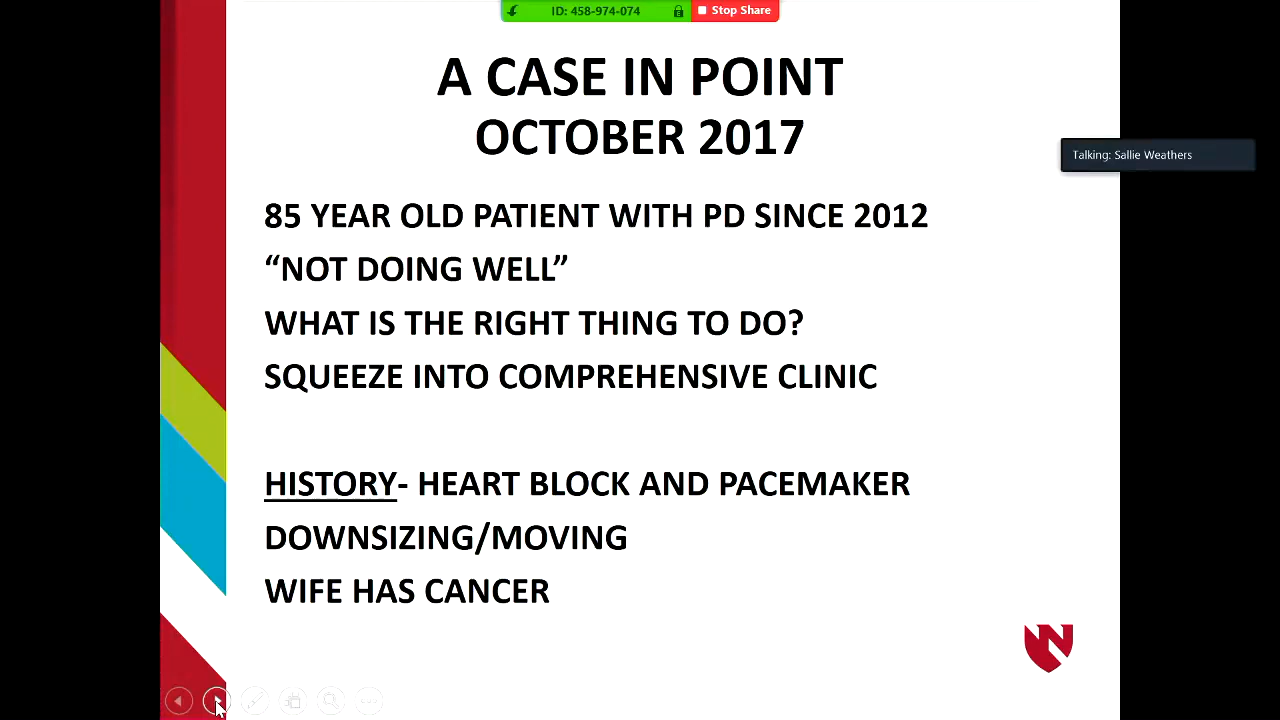 ID: 458-974-074
Stop Share
A CASE IN POINT
OCTOBER 2017
Talking: Sallie Weathers
85 YEAR OLD PATIENT WITH PD SINCE 2012
“NOT DOING WELL”
WHAT IS THE RIGHT THING TO DO?
SQUEEZE INTO COMPREHENSIVE CLINIC
HISTORY- HEART BLOCK AND PACEMAKER
DOWNSIZING/MOVING
WIFE HAS CANCER